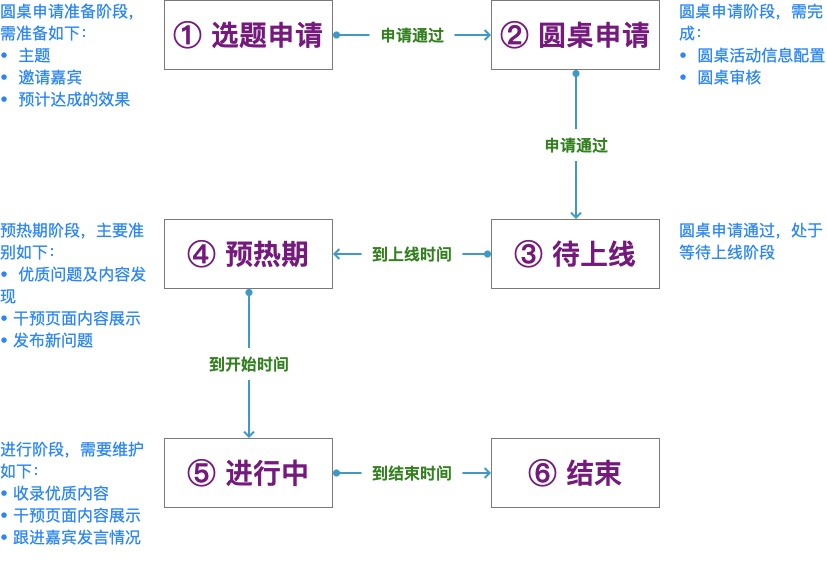 圆桌申请准备阶段，
需准备如下：
• 主题
• 邀请嘉宾
• 预计达成的效果
① 选题申请
申请通过
② 圆桌申请
圆桌申请阶段，需完
成：
• 圆桌活动信息配置
• 圆桌审核
申请通过
预热期阶段，主要准
别如下：
• 优质问题及内容发
现
• 干预页面内容展示
• 发布新问题
④ 预热期
到上线时间
③ 待上线
圆桌申请通过，处于
等待上线阶段
到开始时间
进行阶段，需要维护
如下：
• 收录优质内容
• 干预页面内容展示
• 跟进嘉宾发言情况
⑤ 进行中
到结束时间
⑥ 结束